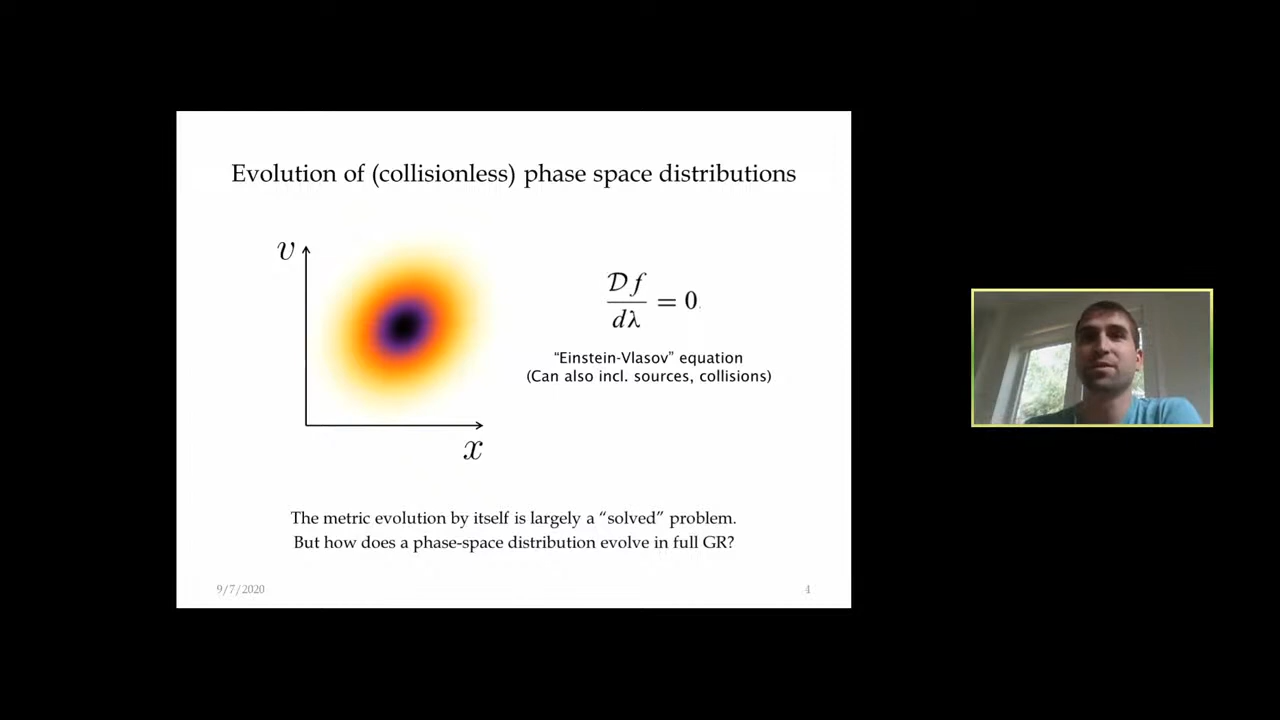 Evolution of (collisionless) phase space distributions
v
x
𝒟f
dλ
= 0
“Einstein-Vlasov” equation
(Can also incl. sources, collisions)
The metric evolution by itself is largely a “solved” problem.
But how does a phase-space distribution evolve in full GR?
9/7/2020
4